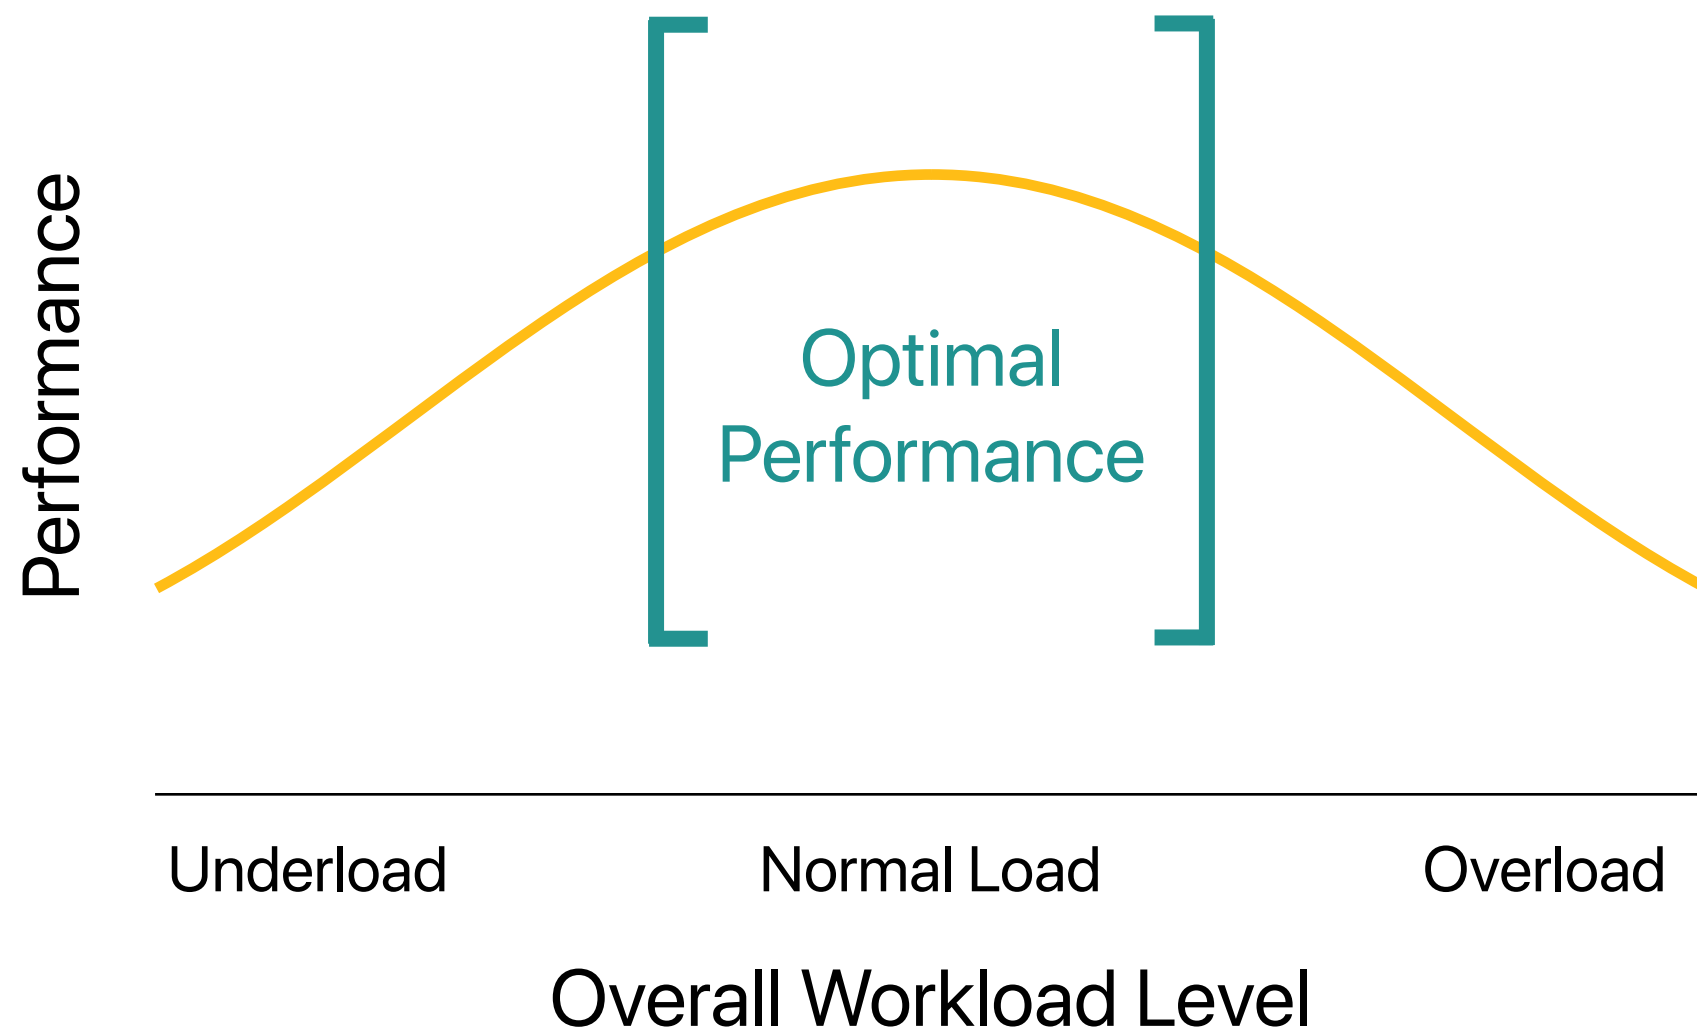 Performance
Optimal
Performance
Underload
Normal Load
Overload
Overall Workload Level